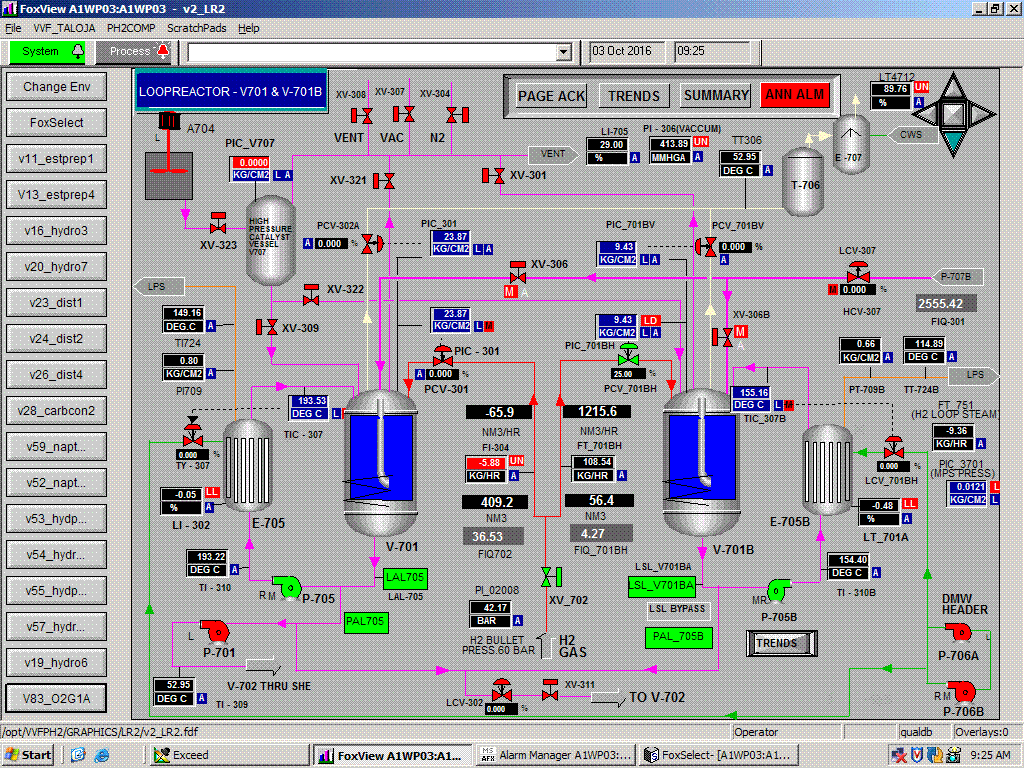 FoxView A1WP03:A1WP03 - v2_LR2
File VVF_TALOJA PH2COMP ScratchPads Help
System Process 03 Oct 2016 09:25
Change Env
FoxSelect
v11_estprep1
V13_estprep4
v16_hydro3
v20_hydro7
v23_dist1
v24_dist2
v26_dist4
v28_carbcon2
v59_napt...
v52_napt...
v53_hydp...
v54_hydr...
v55_hydp...
v57_hydr...
v19_hydro6
V83_O2G1A
LOOPREACTOR - V701 & V-701B
XV-308 XV-307 XV-304
VENT VAC N2
PAGE ACK TRENDS SUMMARY ANN ALM
LT4712
89.76 UN
% A
L A704
PIC_V707
0.0000
KG/CM2 L A
LI-705
29.00
% A
PI - 306(VACCUM)
413.89 UN
MMHGA A
TT306
52.95
DEG C A
VENT
CWS
E -707
T-706
XV-321
XV-301
XV-323
HIGH
PRESSURE
CATALYST
VESSEL
V707
PCV-302A
A 0.000 %
PIC_301
23.87
KG/CM2 L A
PIC_701BV
9.43
KG/CM2 L A
PCV_701BV
0.000 %
A
LCV-307
XV-306
M A
P-707B
M 0.000 %
HCV-307
2555.42
FIQ-301
LPS
XV-322
149.16
DEG.C A
TI724
XV-309
23.87
KG/CM2 L M
9.43 LD
KG/CM2 L A
XV-306B
M
A
0.80
KG/CM2 A
PI709
PIC - 301
A 0.000 %
PCV-301
PIC_701BH
25.00 %
PCV_701BH
0.66
KG/CM2 A
PT-709B
114.89
DEG C A
TT-724B
LPS
193.53
DEG C L
TIC - 307
155.16
DEG C L M
TIC_307B
-65.9
NM3/HR
FI-304
1215.6
NM3/HR
FT_701BH
FT_751
(H2 LOOP STEAM
-9.36
KG/HR A
0.000 %
TY - 307
-5.88 UN
KG/HR A
108.54
KG/HR A
0.000 %
LCV_701BH
PIC_3701
(MPS PRESS)
0.0121 L
KG/CM2 L
-0.05 LL
% A
LI - 302
E-705
409.2
NM3
56.4
NM3
-0.48 LL
% A
LT_701A
E-705B
36.53
FIQ702
4.27
FIQ_701BH
V-701
V-701B
193.22
DEG C A
TI - 310
154.40
DEG C A
TI - 310B
R M P-705
LAL705
LAL-705
PI_02008
42.17
BAR A
XV_702
LSL_V701BA
LSL_V701BA
LSL BYPASS
MR
P-705B
PAL705
PAL_705B
DMW
HEADER
L
P-701
H2 BULLET
PRESS.60 BAR
H2
GAS
TRENDS
L
P-706A
52.95
DEG C A
TI - 309
V-702 THRU SHE
LCV-302
0.000 %
XV-311
TO V-702
R M
P-706B
/opt/VVFPH2/GRAPHICS/LR2/v2_LR2.fdf Operator qualdb Overlays:0
Start Exceed FoxView A1WP03:A1... Alarm Manager A1WP03:... FoxSelect- [A1WP03:A1... 9:25 AM